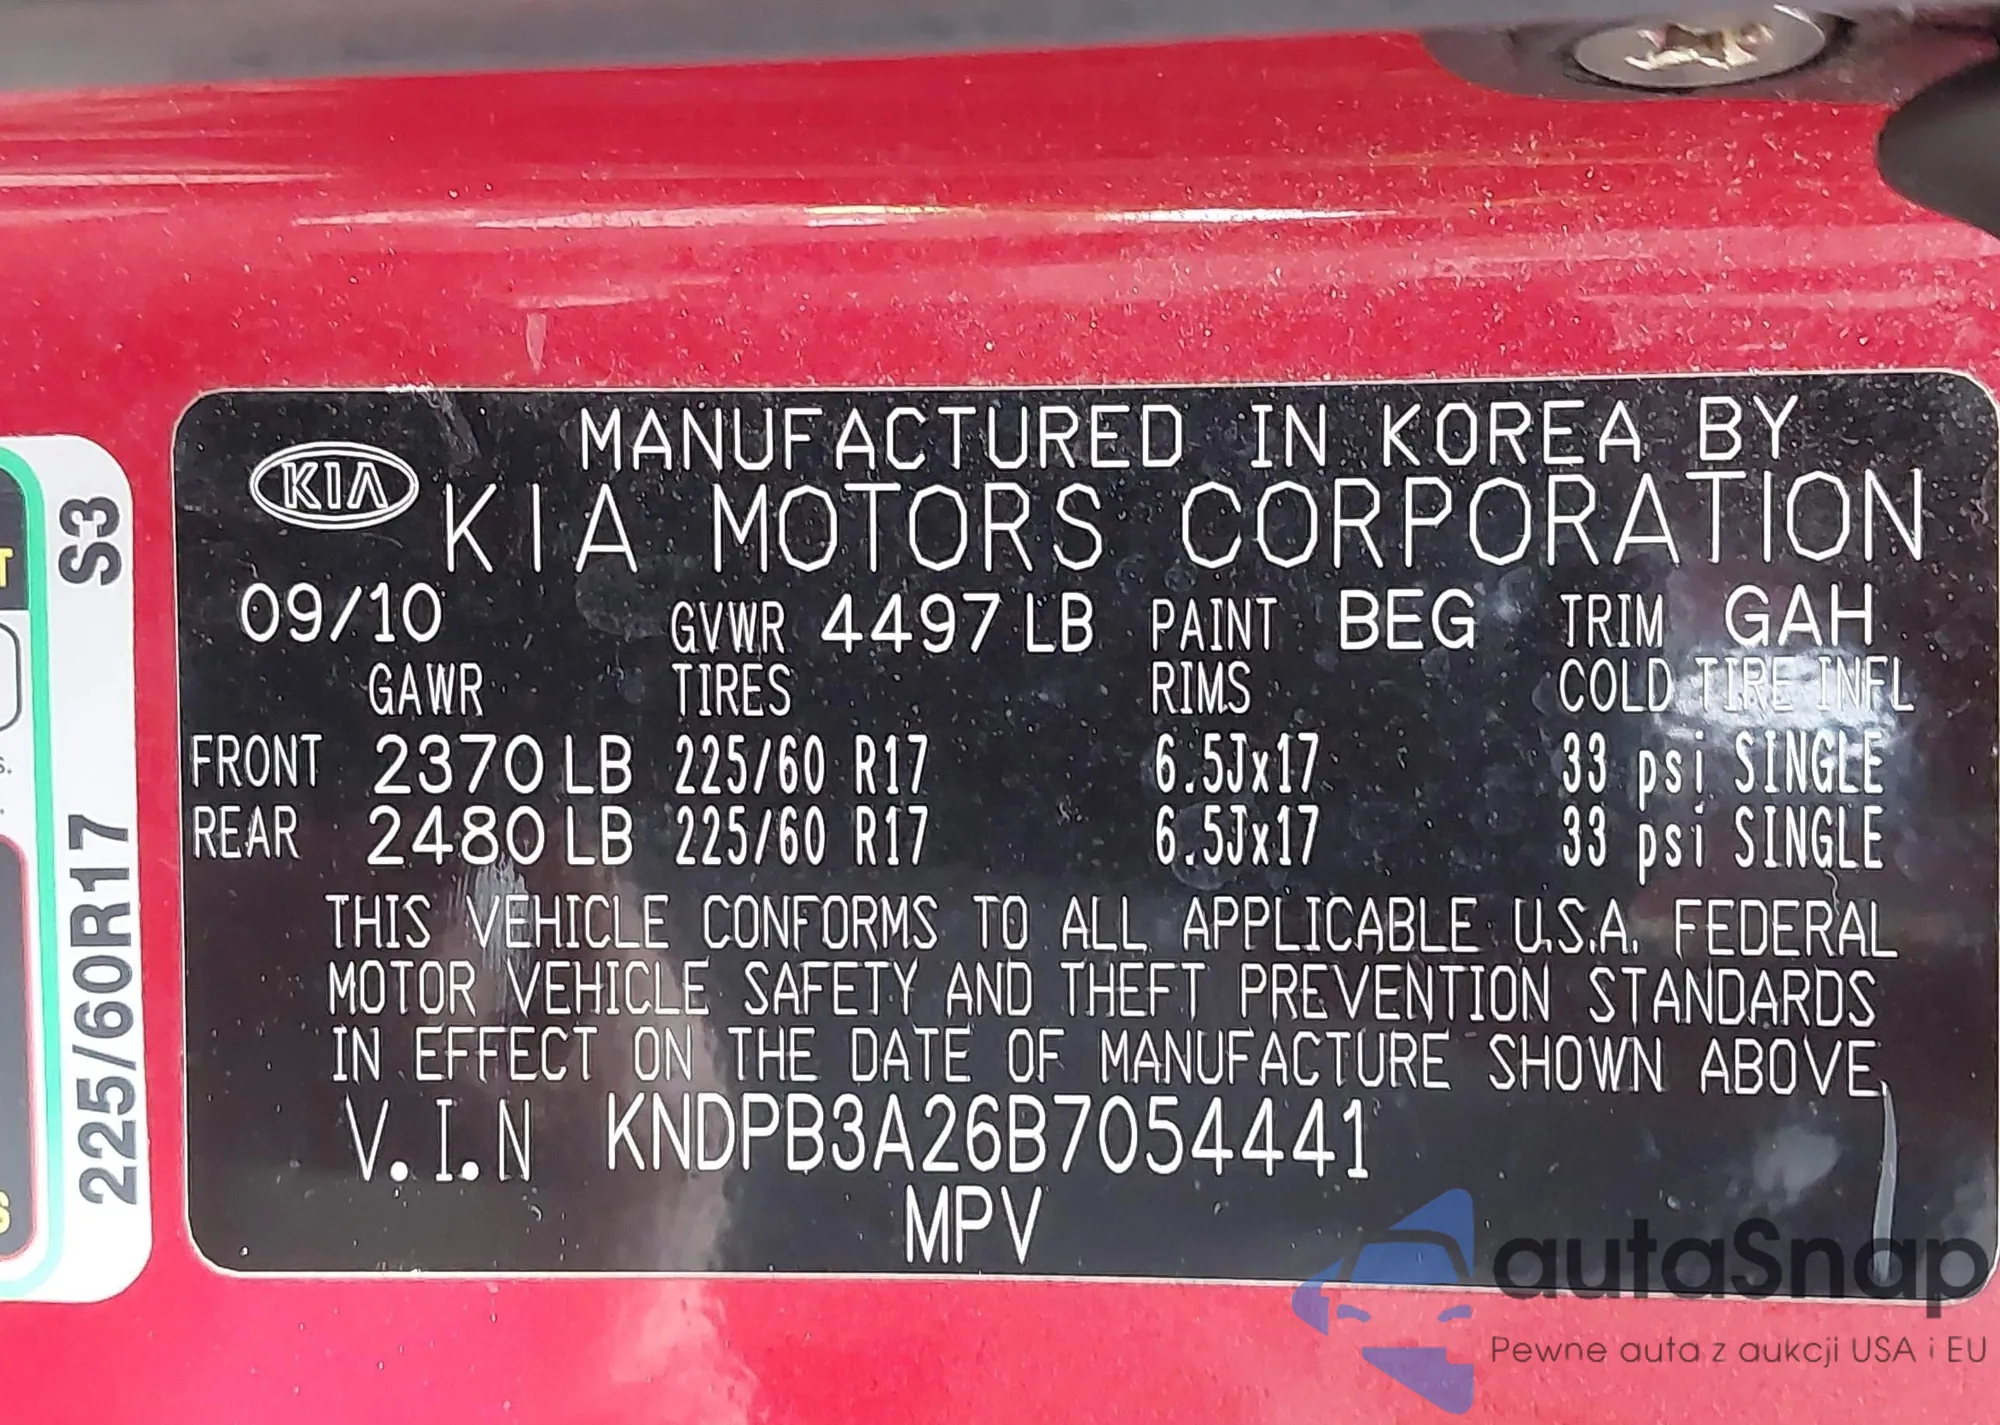 MANUFACTURED IN KOREA BY
KIA KIA MOTORS CORPORATION
09/10 GVWR 4497 LB PAINT BEG TRIM GAH
GAWR TIRES RIMS COLD TIRE INFL
FRONT 2370 LB 225/60 R17 6.5Jx17 33 psi SINGLE
REAR 2480 LB 225/60 R17 6.5Jx17 33 psi SINGLE
THIS VEHICLE CONFORMS TO ALL APPLICABLE U.S.A. FEDERAL
MOTOR VEHICLE SAFETY AND THEFT PREVENTION STANDARDS
IN EFFECT ON THE DATE OF MANUFACTURE SHOWN ABOVE.
V.I.N KNDPB3A26B7054441
MPV
225/60R17 S3
autaSnap
Pewne auta z aukcji USA i EU